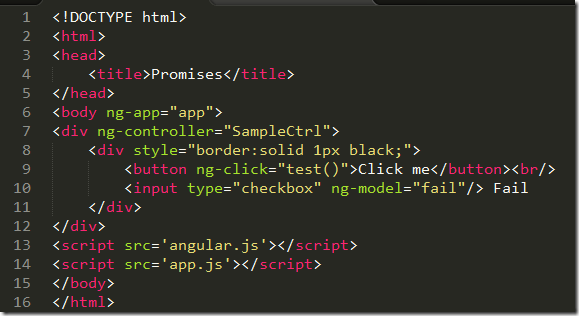 1 <!DOCTYPE html>
2 <html>
3 <head>
4     <title>Promises</title>
5 </head>
6 <body ng-app="app">
7 <div ng-controller="SampleCtrl">
8     <div style="border:solid 1px black;">
9         <button ng-click="test()">Click me</button><br/>
10         <input type="checkbox" ng-model="fail"/> Fail
11     </div>
12 </div>
13 <script src='angular.js'></script>
14 <script src='app.js'></script>
15 </body>
16 </html>